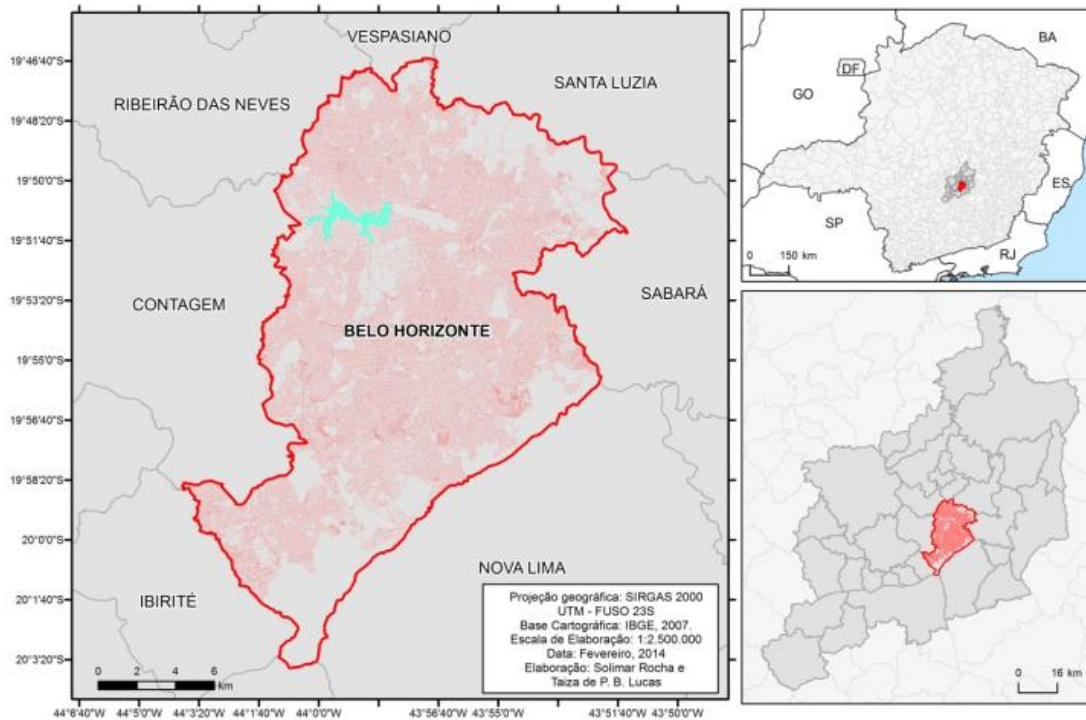 VESPASIANO
19°46'40"S
SANTA LUZIA
RIBEIRÃO DAS NEVES
19°48'20"S
19°50'0"S
19°51'40"S
CONTAGEM
19°53'20"S
SABARÁ
BELO HORIZONTE
19°55'0"S
19°56'40"S
19°58'20"S
20°0'0"S
NOVA LIMA
IBIRITÉ
20°1'40"S
20°3'20"S
0 2 4 6
km
44°6'40"W 44°5'0"W 44°3'20"W 44°1'40"W 44°0'0"W 43°56'40"W 43°55'0"W 43°51'40"W 43°50'0"W
Projeção geográfica: SIRGAS 2000
UTM - FUSO 23S
Base Cartográfica: IBGE, 2007.
Escala de Elaboração: 1:2.500.000
Data: Fevereiro, 2014
Elaboração: Solimar Rocha e
Taiza de P. B. Lucas
BA
DF
GO
ES
SP
RJ
0 150 km
0 16 km